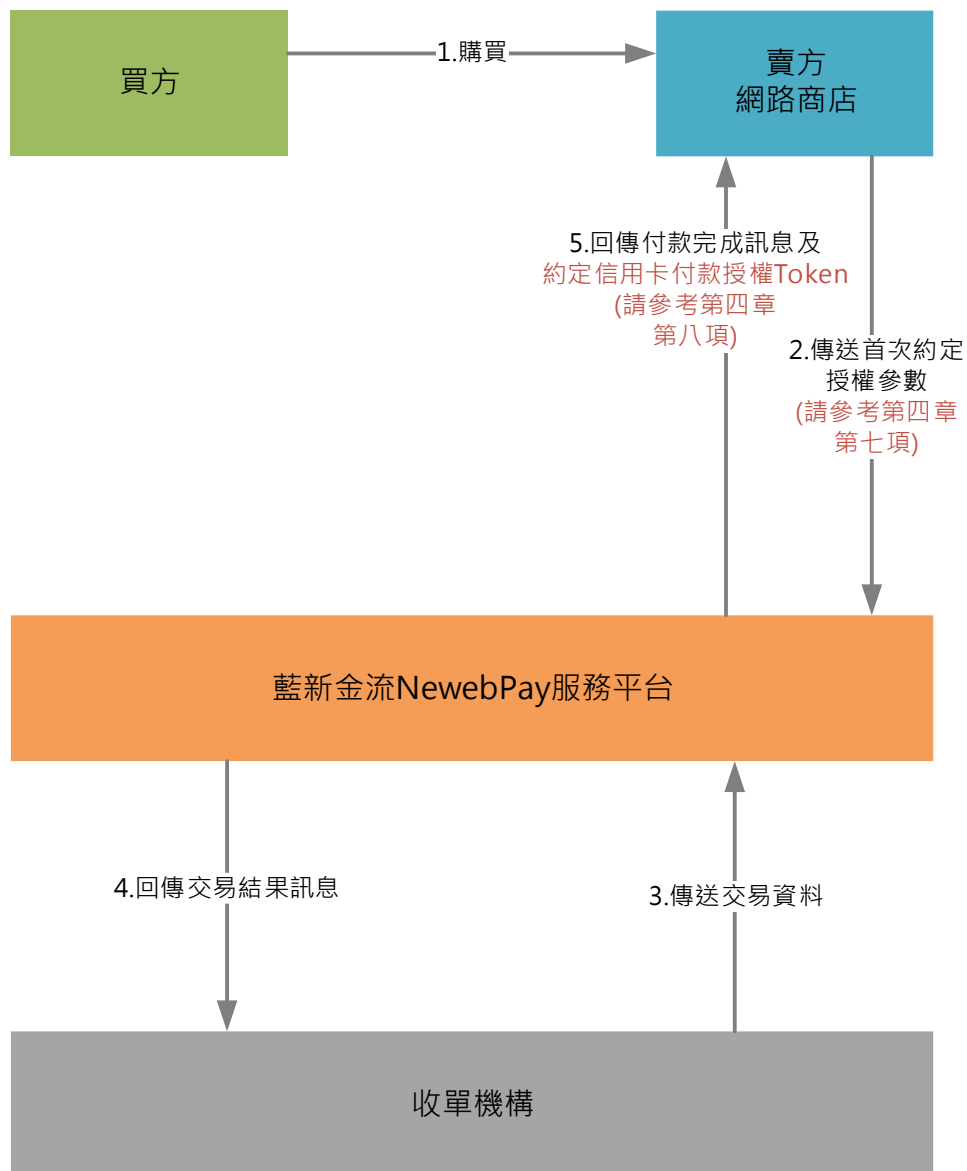 買方
1.購買
賣方
網路商店
5.回傳付款完成訊息及
約定信用卡付款授權Token
(請參考第四章
第八項)
2.傳送首次約定
授權參數
(請參考第四章
第七項)
藍新金流NewebPay服務平台
4.回傳交易結果訊息
3.傳送交易資料
收單機構